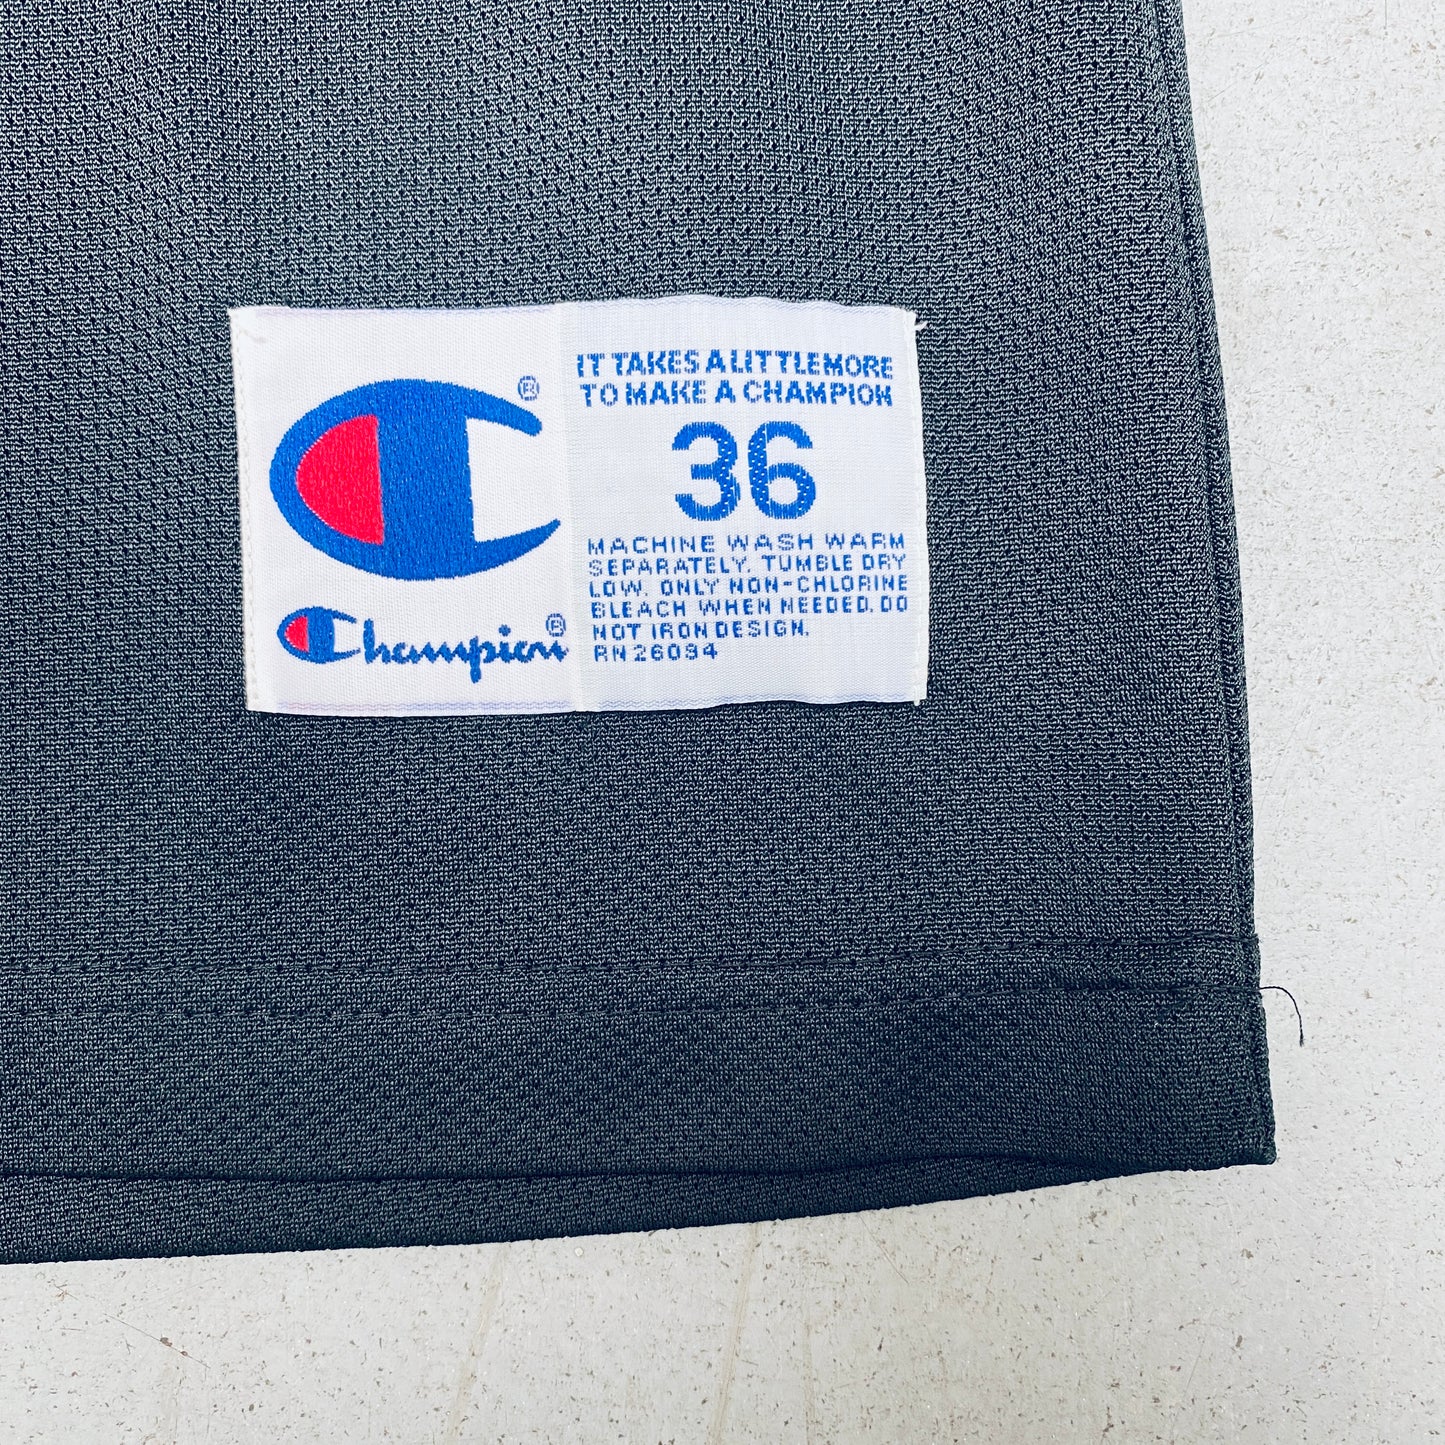 ®
Champion®
IT TAKES A LITTLE MORE
TO MAKE A CHAMPION
36
MACHINE WASH WARM
SEPARATELY. TUMBLE DRY
LOW. ONLY NON-CHLORINE
BLEACH WHEN NEEDED. DO
NOT IRON DESIGN.
RN 26094